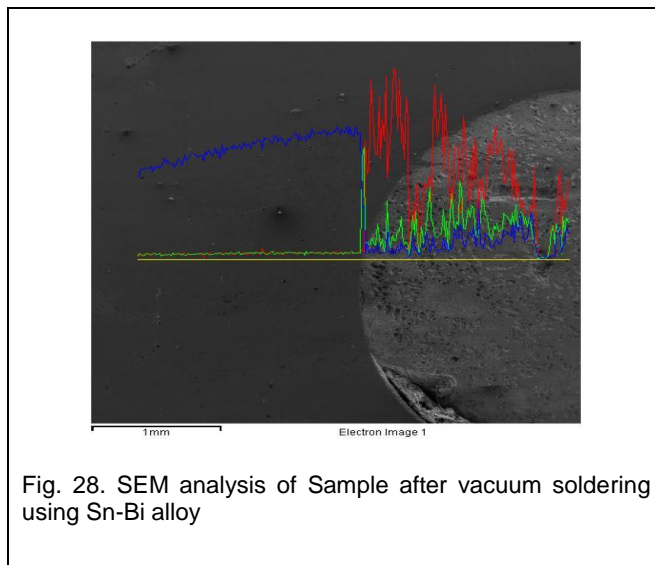 1mm
Electron Image 1
Fig. 28. SEM analysis of Sample after vacuum soldering
using Sn-Bi alloy